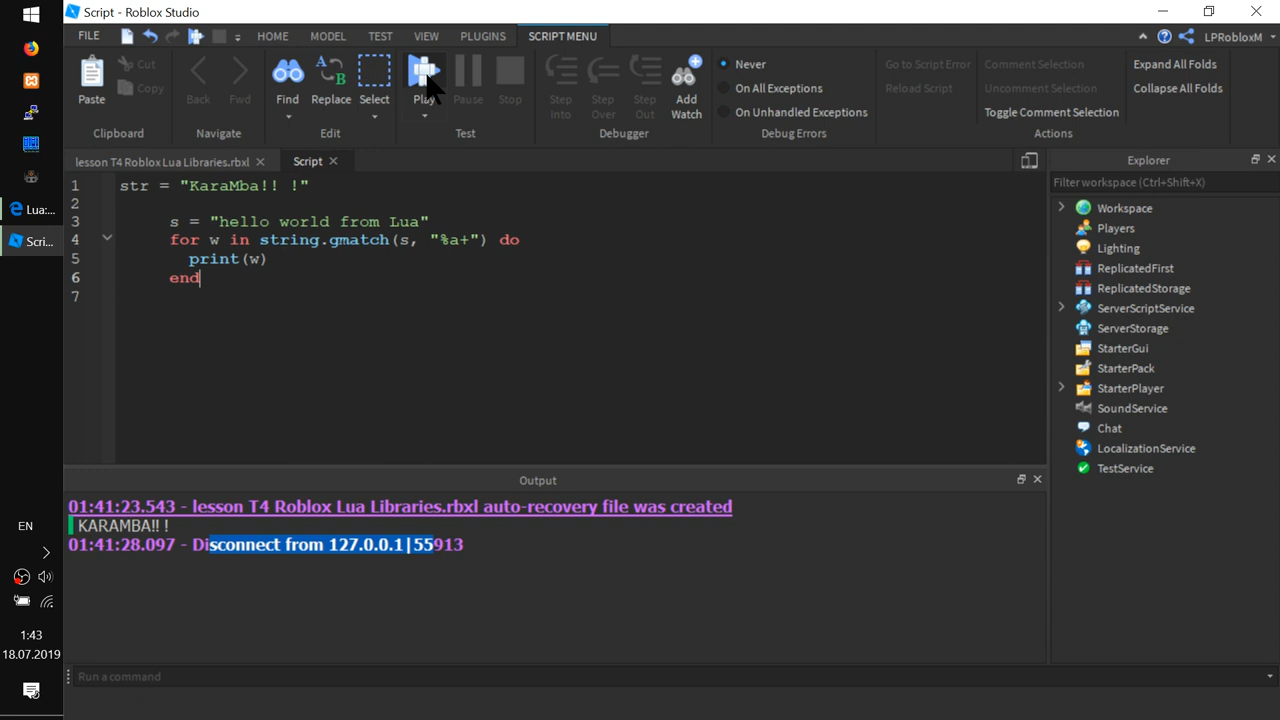 Script - Roblox Studio
FILE HOME MODEL TEST VIEW PLUGINS SCRIPT MENU LPRobloxM
Paste Cut Copy
Clipboard
Back Fwd
Navigate
Find Replace Select
Edit
Play Pause Stop
Test
Step Into Step Over Step Out Add Watch
Debugger
Never
On All Exceptions
On Unhandled Exceptions
Debug Errors
Go to Script Error
Reload Script
Comment Selection
Uncomment Selection
Toggle Comment Selection
Expand All Folds
Collapse All Folds
Actions
lesson T4 Roblox Lua Libraries.rbxl
Script
1 str = "KaraMba!! !"
2
3 s = "hello world from Lua"
4 for w in string.gmatch(s, "%a+") do
5 print(w)
6 end
7
Output
01:41:23.543 - lesson T4 Roblox Lua Libraries.rbxl auto-recovery file was created
KARAMBA!! !
01:41:28.097 - Disconnect from 127.0.0.1|55913
Run a command
Explorer
Filter workspace (Ctrl+Shift+X)
Workspace
Players
Lighting
ReplicatedFirst
ReplicatedStorage
ServerScriptService
ServerStorage
StarterGui
StarterPack
StarterPlayer
SoundService
Chat
LocalizationService
TestService
Lua:...
Scri...
EN
1:43
18.07.2019